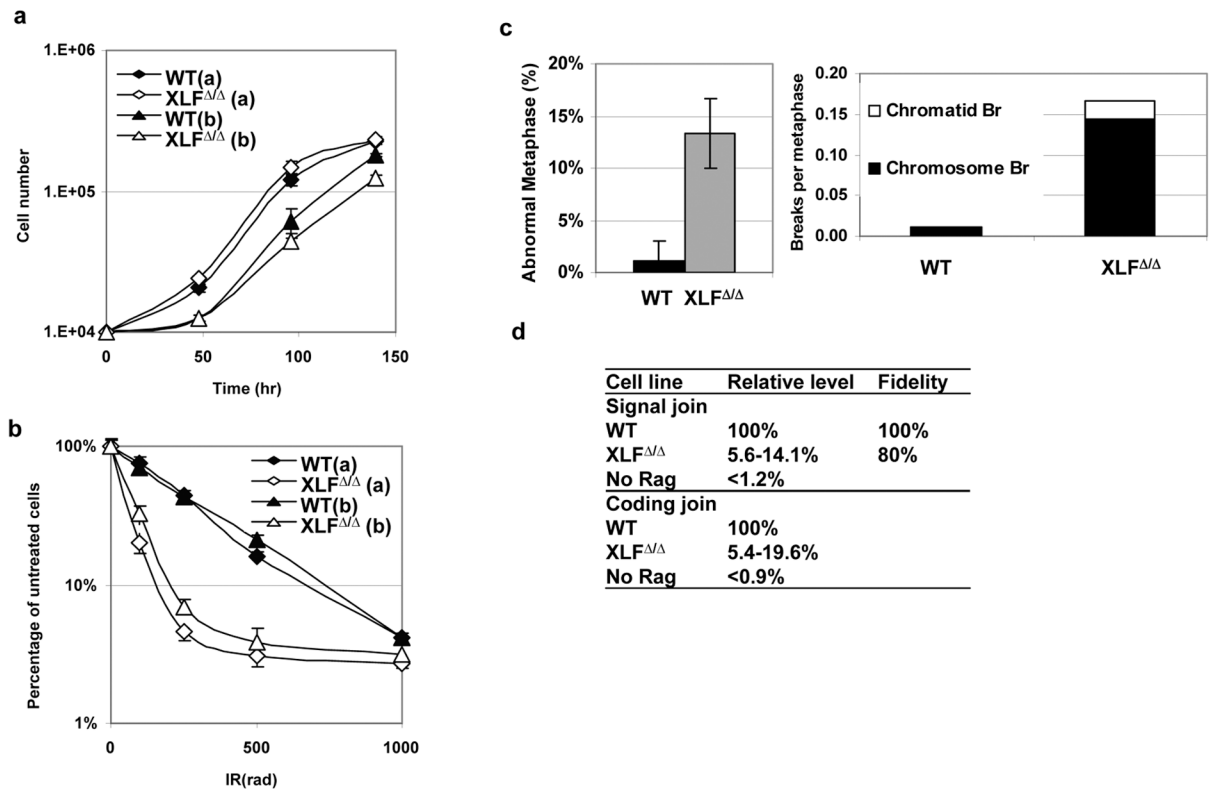 a
1.E+06
1.E+05
1.E+04
Cell number
WT(a)
XLFΔ/Δ (a)
WT(b)
XLFΔ/Δ (b)
0 50 100 150
Time (hr)
b
100%
10%
1%
Percentage of untreated cells
WT(a)
XLFΔ/Δ (a)
WT(b)
XLFΔ/Δ (b)
0 500 1000
IR(rad)
c
20%
15%
10%
5%
0%
Abnormal Metaphase (%)
WT XLFΔ/Δ
0.20
0.15
0.10
0.05
0.00
Breaks per metaphase
Chromatid Br
Chromosome Br
WT XLFΔ/Δ
d
Cell line Relative level Fidelity
Signal join
WT 100% 100%
XLFΔ/Δ 5.6-14.1% 80%
No Rag <1.2%
Coding join
WT 100%
XLFΔ/Δ 5.4-19.6%
No Rag <0.9%